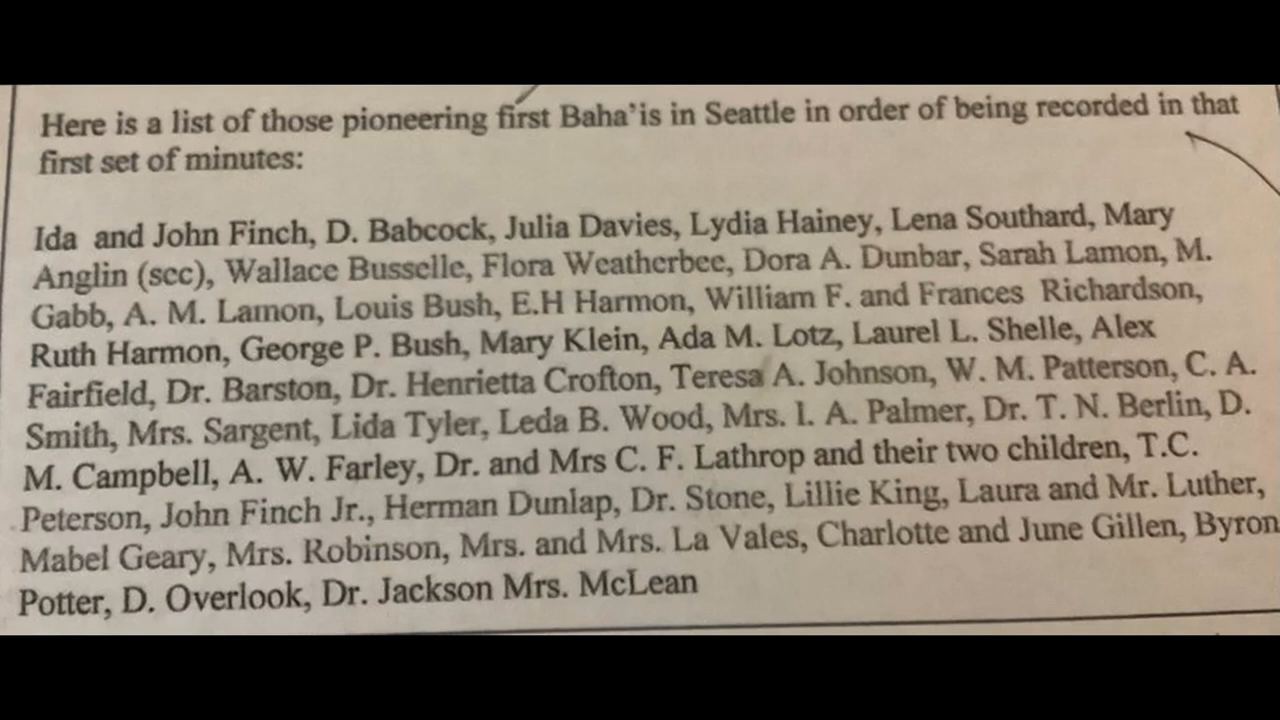 Here is a list of those pioneering first Baha'is in Seattle in order of being recorded in that
first set of minutes:
Ida and John Finch, D. Babcock, Julia Davies, Lydia Hainey, Lena Southard, Mary
Anglin (scc), Wallace Busselle, Flora Weatherbee, Dora A. Dunbar, Sarah Lamon, M.
Gabb, A. M. Lamon, Louis Bush, E.H Harmon, William F. and Frances Richardson,
Ruth Harmon, George P. Bush, Mary Klein, Ada M. Lotz, Laurel L. Shelle, Alex
Fairfield, Dr. Barston, Dr. Henrietta Crofton, Teresa A. Johnson, W. M. Patterson, C. A.
Smith, Mrs. Sargent, Lida Tyler, Leda B. Wood, Mrs. I. A. Palmer, Dr. T. N. Berlin, D.
M. Campbell, A. W. Farley, Dr. and Mrs C. F. Lathrop and their two children, T.C.
Peterson, John Finch Jr., Herman Dunlap, Dr. Stone, Lillie King, Laura and Mr. Luther,
Mabel Geary, Mrs. Robinson, Mrs. and Mrs. La Vales, Charlotte and June Gillen, Byron
Potter, D. Overlook, Dr. Jackson Mrs. McLean